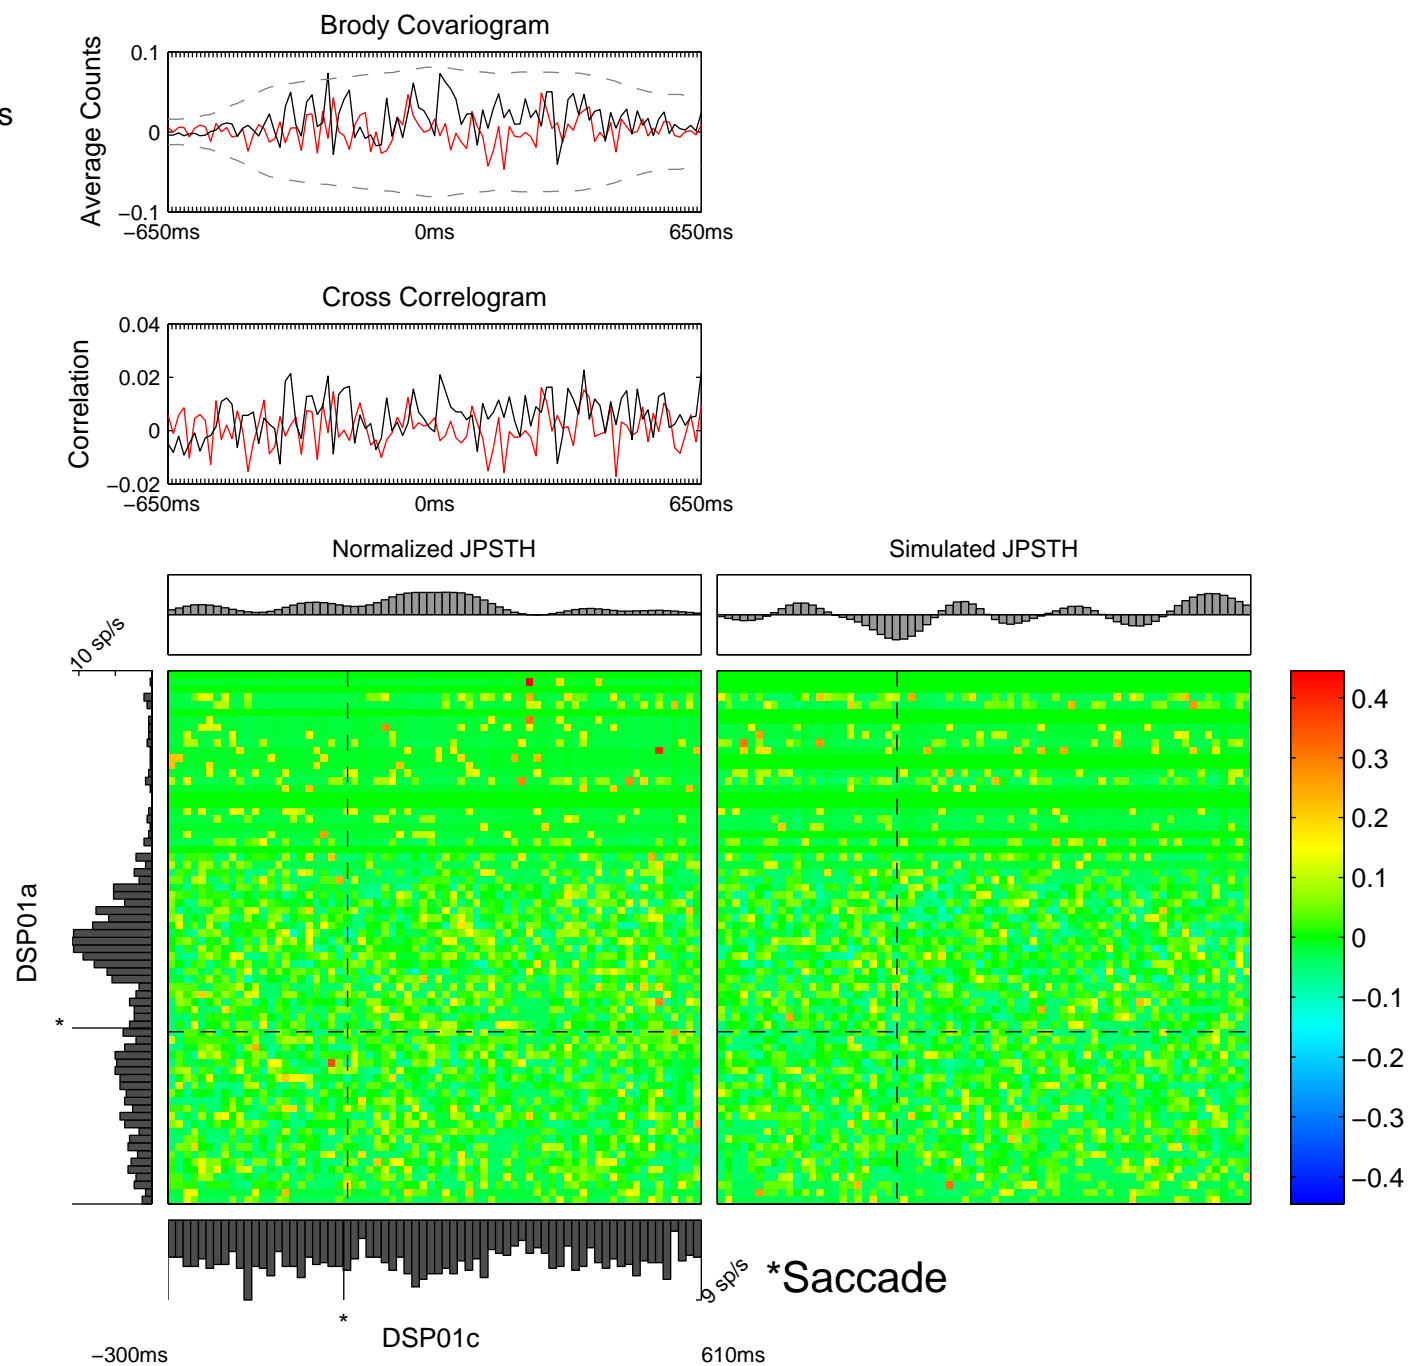 Brody Covariogram
s
Average Counts
0.1
0
−0.1
−650ms
0ms
650ms
Cross Correlogram
Correlation
0.04
0.02
0
−0.02
−650ms
0ms
650ms
Normalized JPSTH
Simulated JPSTH
10 sp/s
DSP01a
*
0.4
0.3
0.2
0.1
0
−0.1
−0.2
−0.3
−0.4
9 sp/s
*Saccade
*
DSP01c
−300ms
610ms